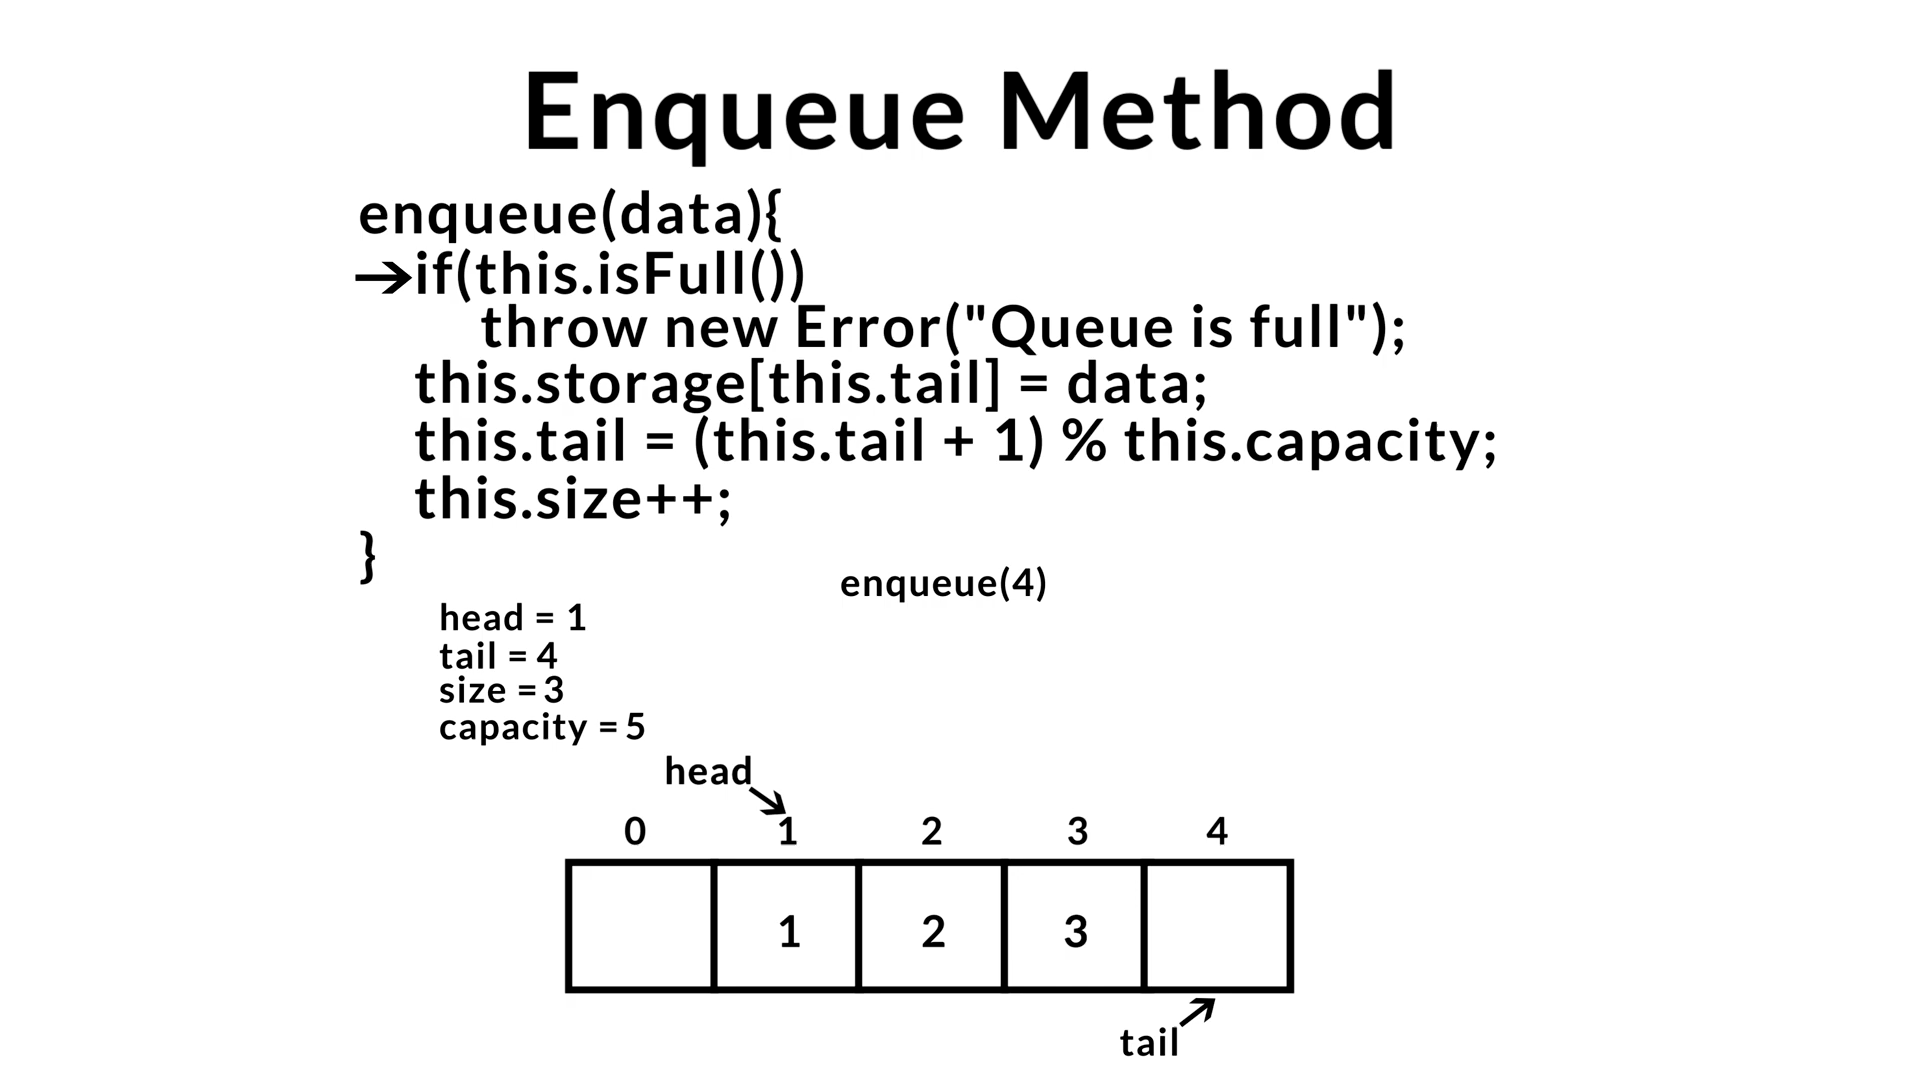 Enqueue Method
enqueue(data){
if(this.isFull())
throw new Error("Queue is full");
this.storage[this.tail] = data;
this.tail = (this.tail + 1) % this.capacity;
this.size++;
}
enqueue(4)
head = 1
tail = 4
size = 3
capacity = 5
head
0 1 2 3 4
1 2 3
tail